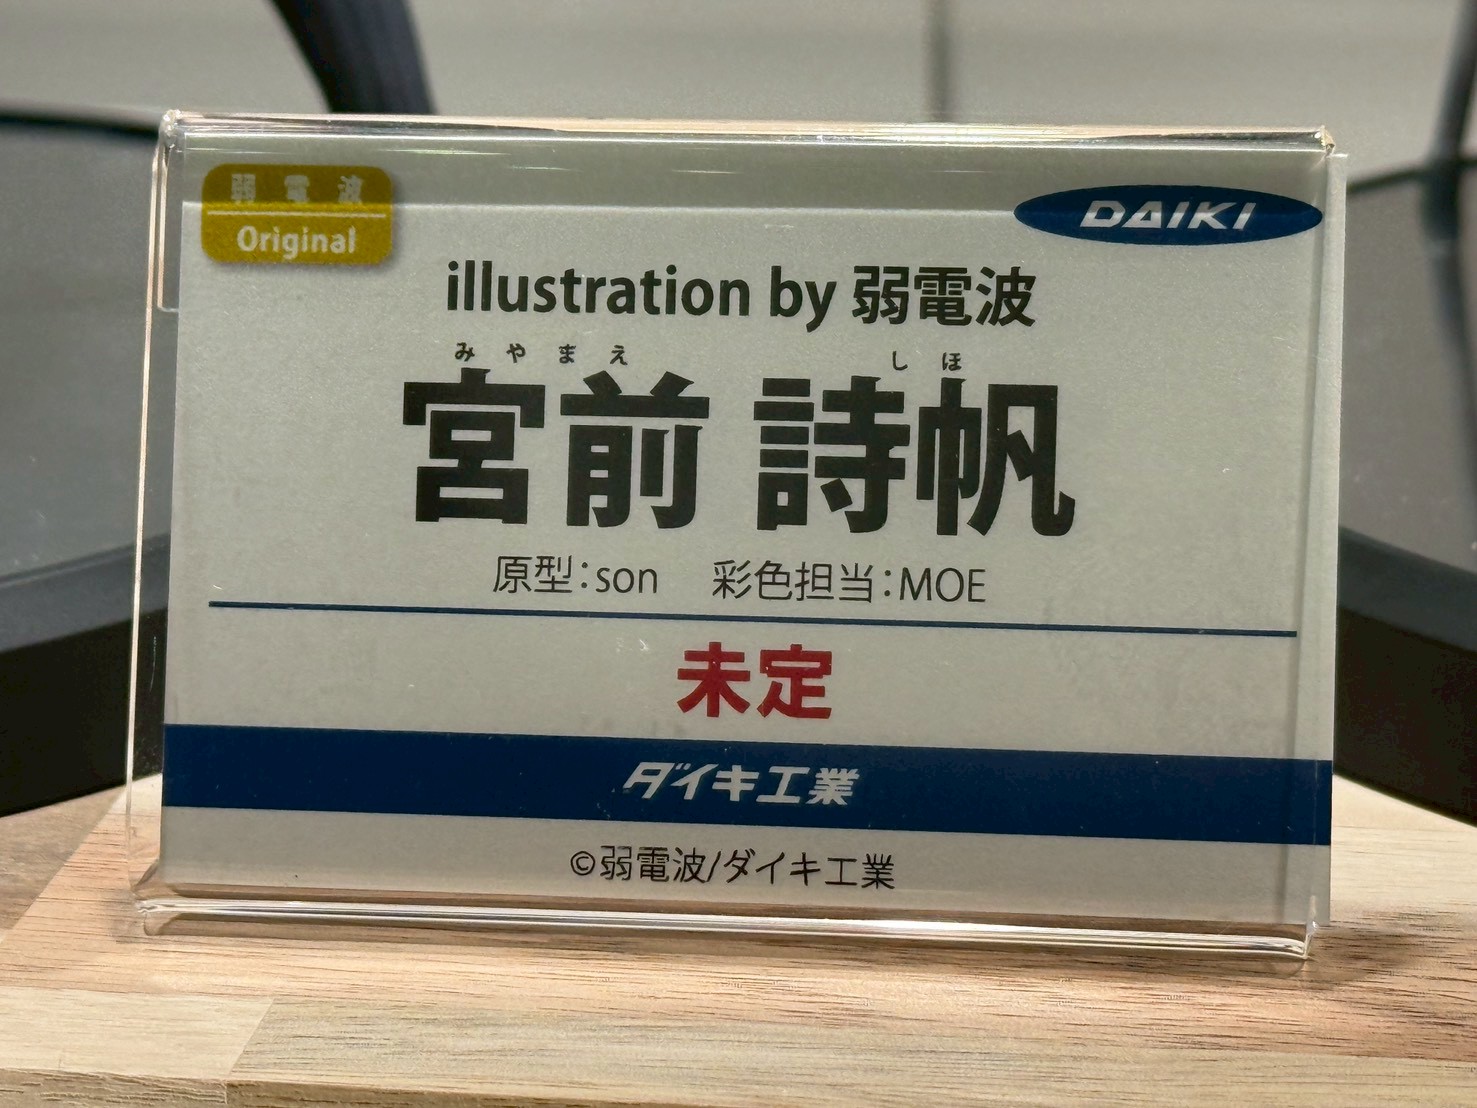 弱電波
Original
DAIKI
illustration by 弱電波
みやまえ しほ
宮前 詩帆
原型：son 彩色担当：MOE
未定
ダイキ工業
©弱電波/ダイキ工業